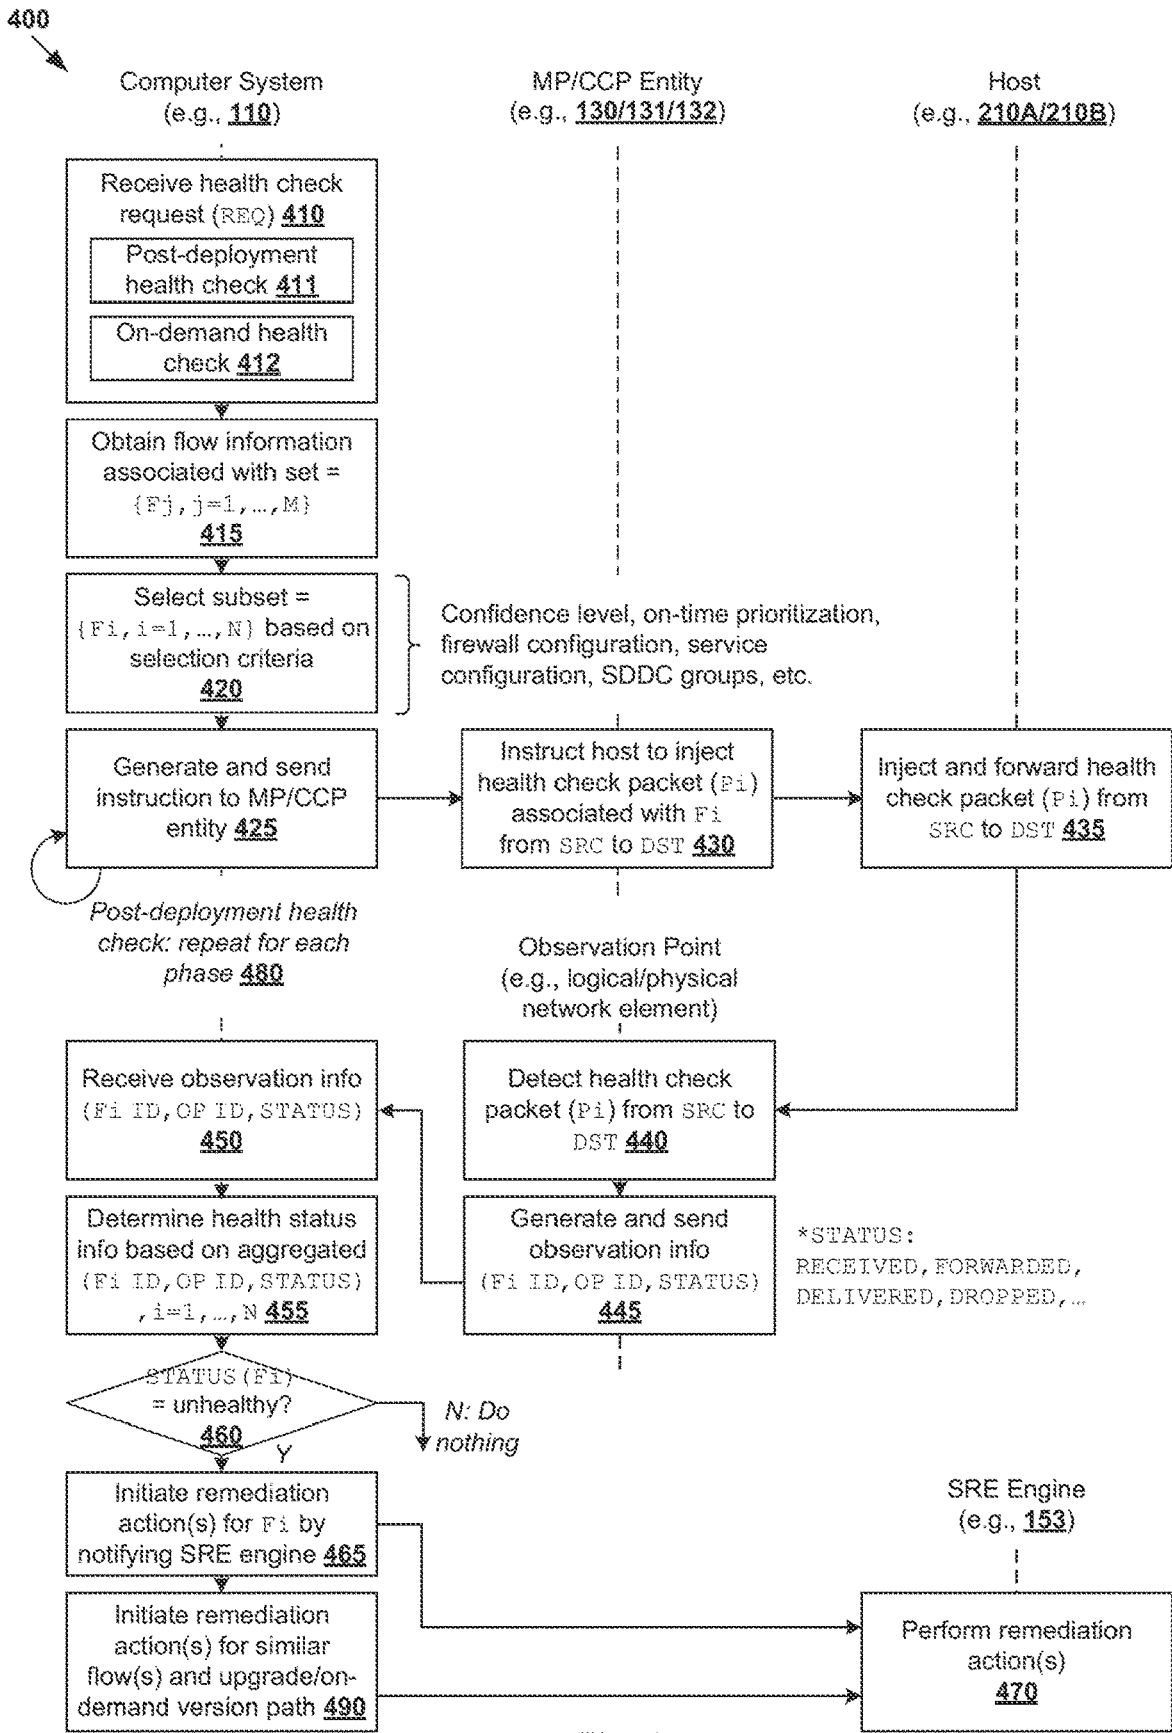 400
Computer System
(e.g., 110)
MP/CCP Entity
(e.g., 130/131/132)
Host
(e.g., 210A/210B)
Receive health check
request (REQ) 410
Post-deployment
health check 411
On-demand health
check 412
Obtain flow information
associated with set =
{Fj,j=1,…,M}
415
Select subset =
{Fi,i=1,…,N} based on
selection criteria
420
Confidence level, on-time prioritization,
firewall configuration, service
configuration, SDDC groups, etc.
Generate and send
instruction to MP/CCP
entity 425
Instruct host to inject
health check packet (Pi)
associated with Fi
from SRC to DST 430
Inject and forward health
check packet (Pi) from
SRC to DST 435
Post-deployment health
check: repeat for each
phase 480
Observation Point
(e.g., logical/physical
network element)
Receive observation info
(Fi ID,OP ID,STATUS)
450
Detect health check
packet (Pi) from SRC to
DST 440
Determine health status
info based on aggregated
(Fi ID,OP ID,STATUS)
,i=1,…,N 455
Generate and send
observation info
(Fi ID,OP ID,STATUS)
445
*STATUS:
RECEIVED,FORWARDED,
DELIVERED,DROPPED,…
STATUS(Fi)
= unhealthy?
460
N: Do
nothing
Y
Initiate remediation
action(s) for Fi by
notifying SRE engine 465
SRE Engine
(e.g., 153)
Initiate remediation
action(s) for similar
flow(s) and upgrade/on-
demand version path 490
Perform remediation
action(s)
470